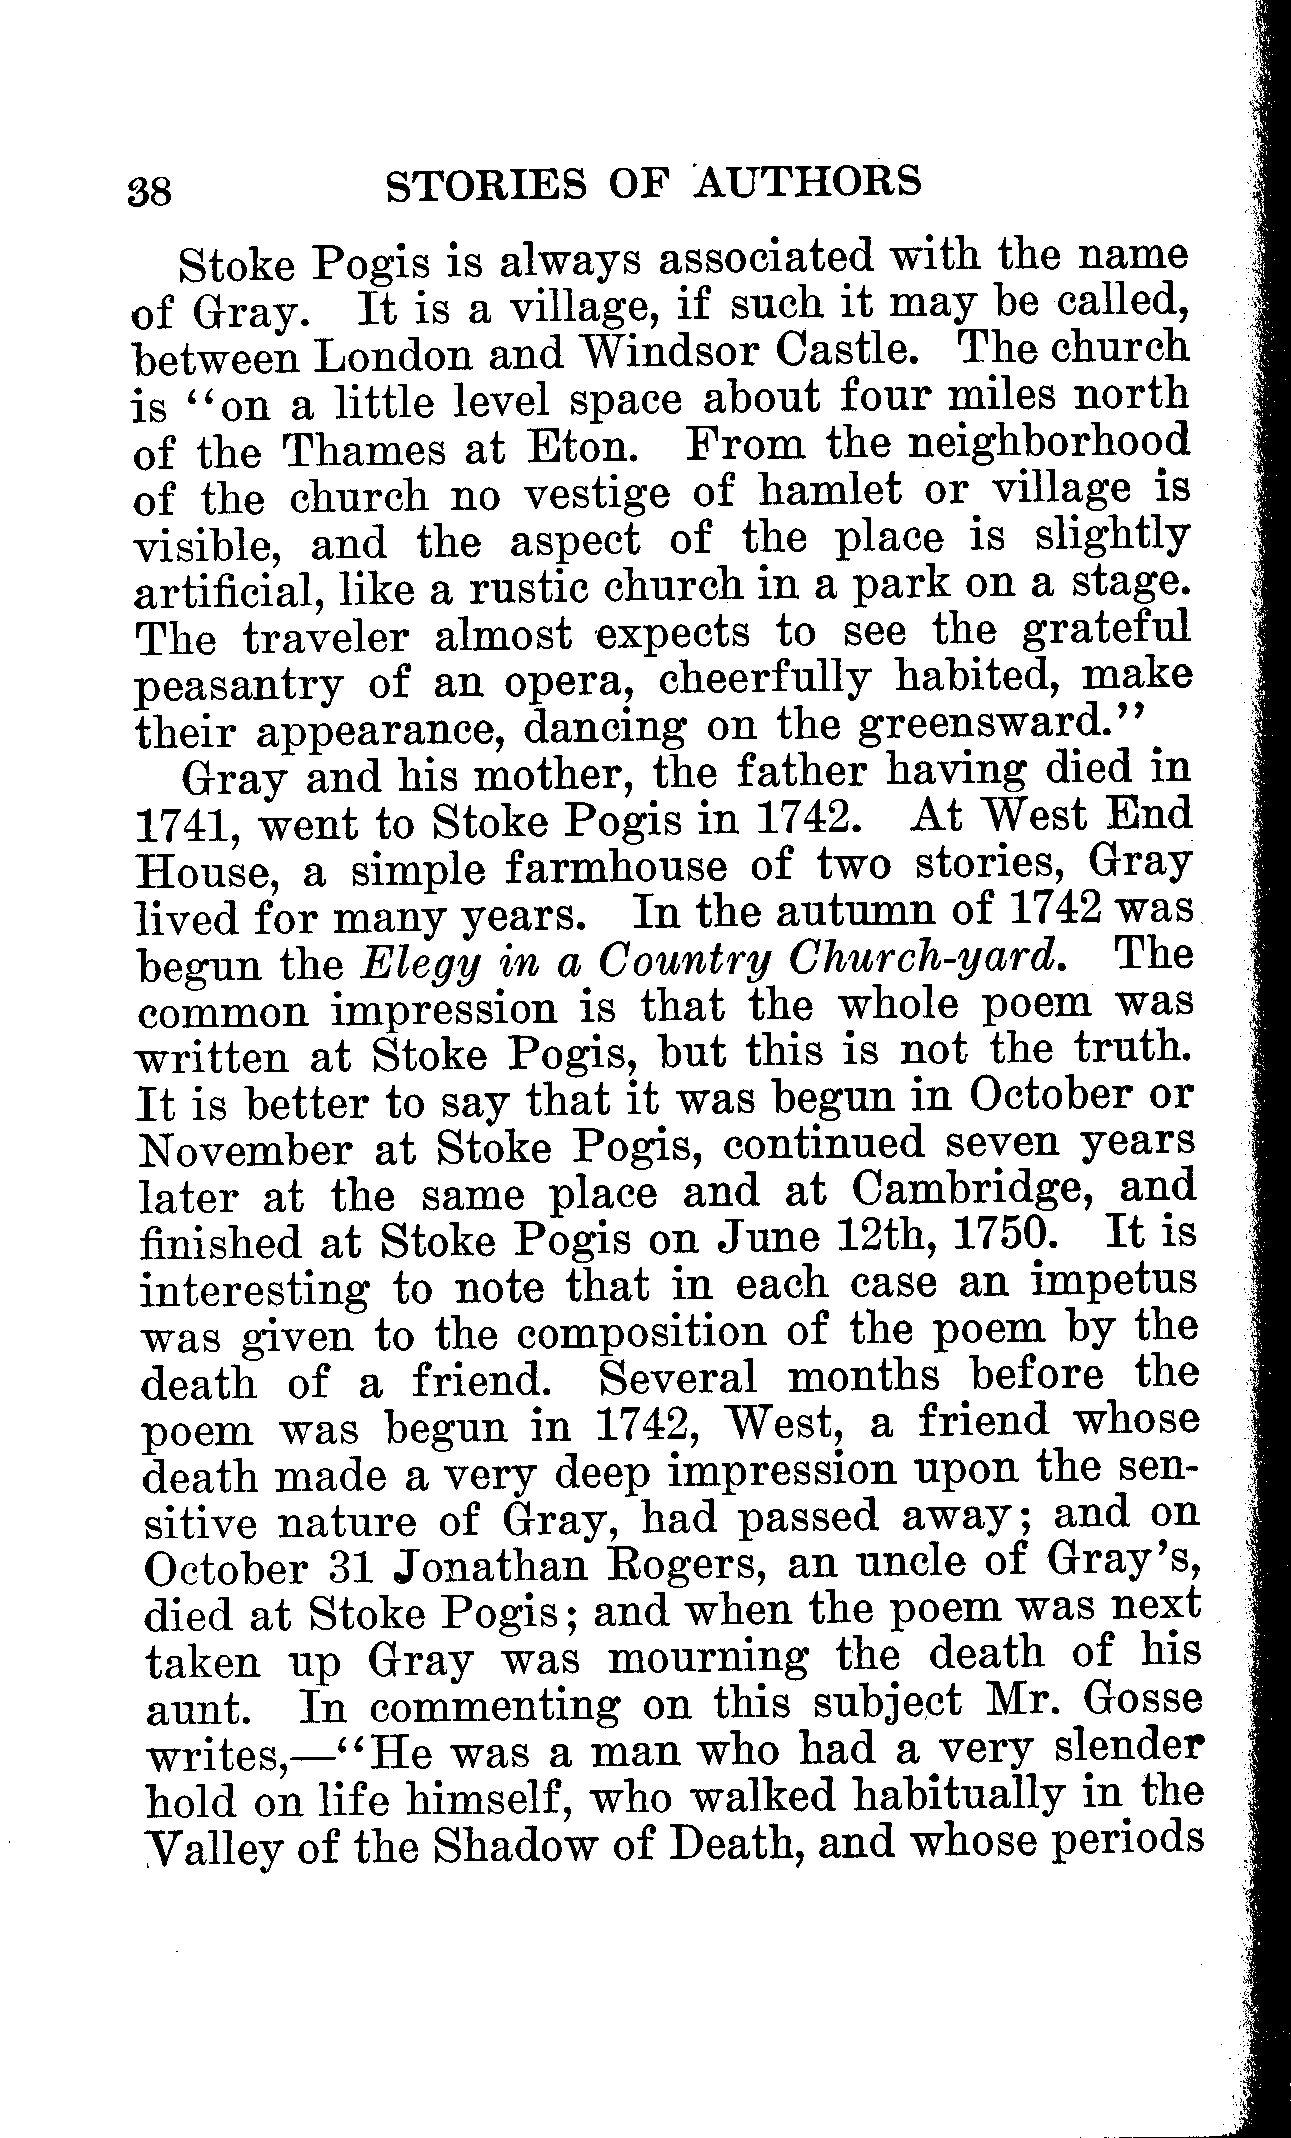 38 STORIES OF AUTHORS
Stoke Pogis is always associated with the name
of Gray. It is a village, if such it may be called,
between London and Windsor Castle. The church
is "on a little level space about four miles north
of the Thames at Eton. From the neighborhood
of the church no vestige of hamlet or village is
visible, and the aspect of the place is slightly
artificial, like a rustic church in a park on a stage.
The traveler almost expects to see the grateful
peasantry of an opera, cheerfully habited, make
their appearance, dancing on the greensward."
Gray and his mother, the father having died in
1741, went to Stoke Pogis in 1742. At West End
House, a simple farmhouse of two stories, Gray
lived for many years. In the autumn of 1742 was
begun the Elegy in a Country Church-yard. The
common impression is that the whole poem was
written at Stoke Pogis, but this is not the truth.
It is better to say that it was begun in October or
November at Stoke Pogis, continued seven years
later at the same place and at Cambridge, and
finished at Stoke Pogis on June 12th, 1750. It is
interesting to note that in each case an impetus
was given to the composition of the poem by the
death of a friend. Several months before the
poem was begun in 1742, West, a friend whose
death made a very deep impression upon the sen-
sitive nature of Gray, had passed away; and on
October 31 Jonathan Rogers, an uncle of Gray's,
died at Stoke Pogis; and when the poem was next
taken up Gray was mourning the death of his
aunt. In commenting on this subject Mr. Gosse
writes,—"He was a man who had a very slender
hold on life himself, who walked habitually in the
Valley of the Shadow of Death, and whose periods